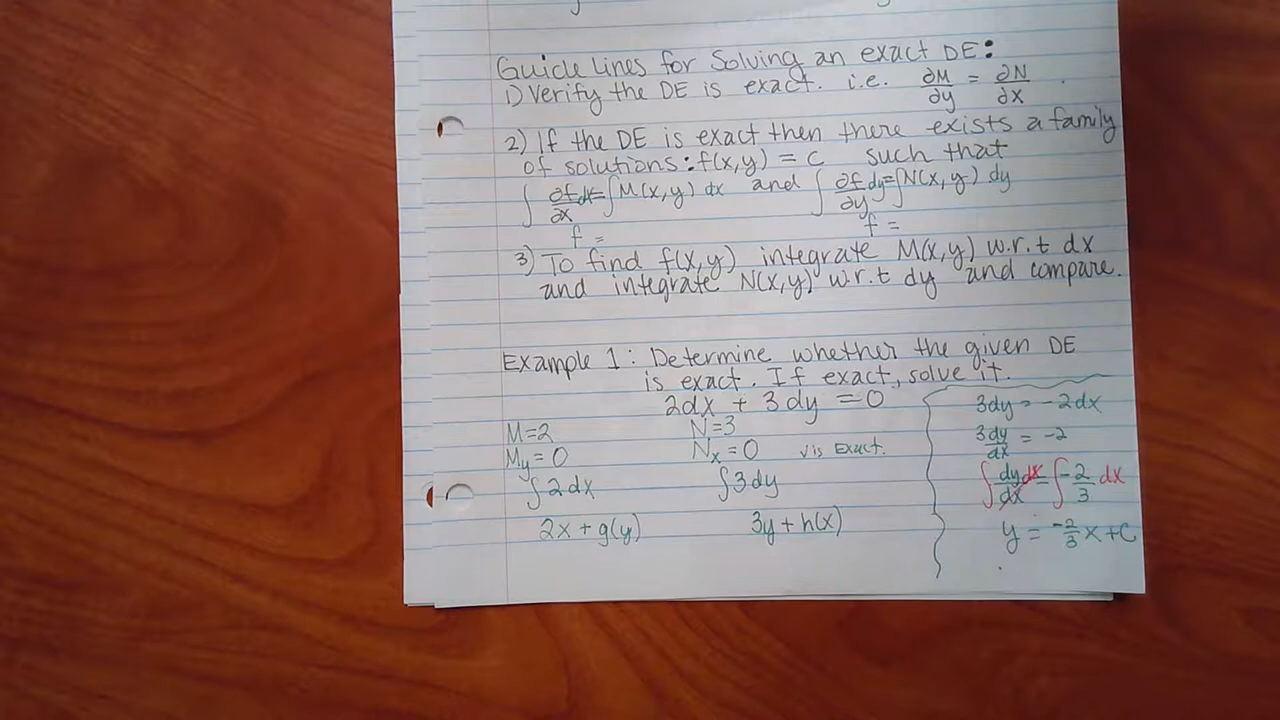 Guide Lines for Solving an exact DE:
1) Verify the DE is exact. i.e. ∂M/∂y = ∂N/∂x
2) If the DE is exact then there exists a family
of solutions: f(x,y) = C such that
∫ ∂f/∂x dx = ∫ M(x,y) dx and ∫ ∂f/∂y dy = ∫ N(x,y) dy
f = f =
3) To find f(x,y) integrate M(x,y) w.r.t dx
and integrate N(x,y) w.r.t dy and compare.
Example 1: Determine whether the given DE
is exact. If exact, solve it.
2dx + 3dy = 0
M=2 N=3
My = 0 Nx = 0 ✓is Exact.
∫2dx ∫3dy
2x + g(y) 3y + h(x)
3dy = -2dx
3dy/dx = -2
∫ dy/dx dx = ∫ -2/3 dx
y = -2/3 x + C